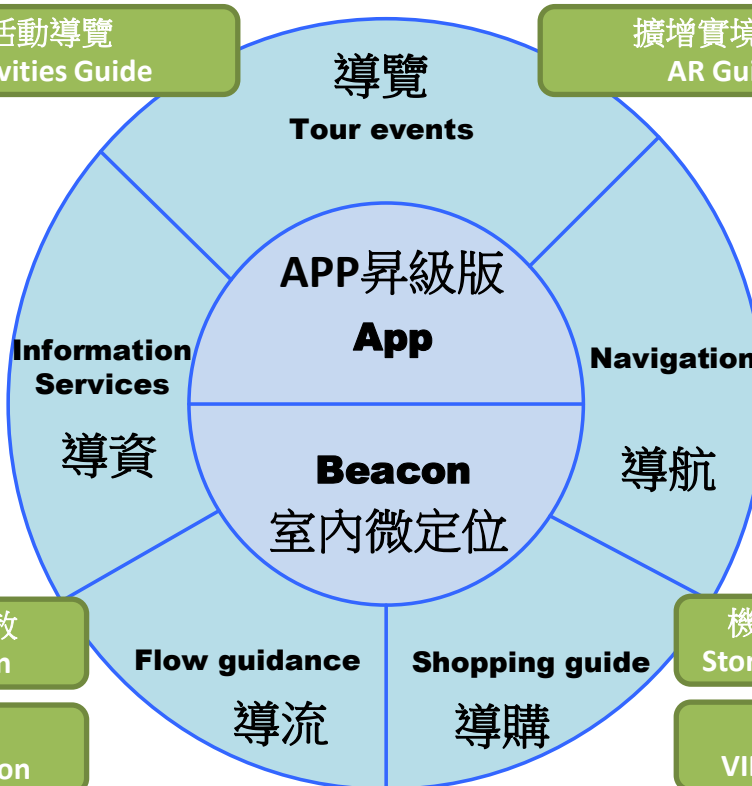 活動導覽
vities Guide
擴增實境
AR Gui
導覽
Tour events
APP昇級版
App
Information
Services
導資
Navigation
導航
Beacon
室內微定位
Flow guidance
導流
Shopping guide
導購
機
Stor
VI
on